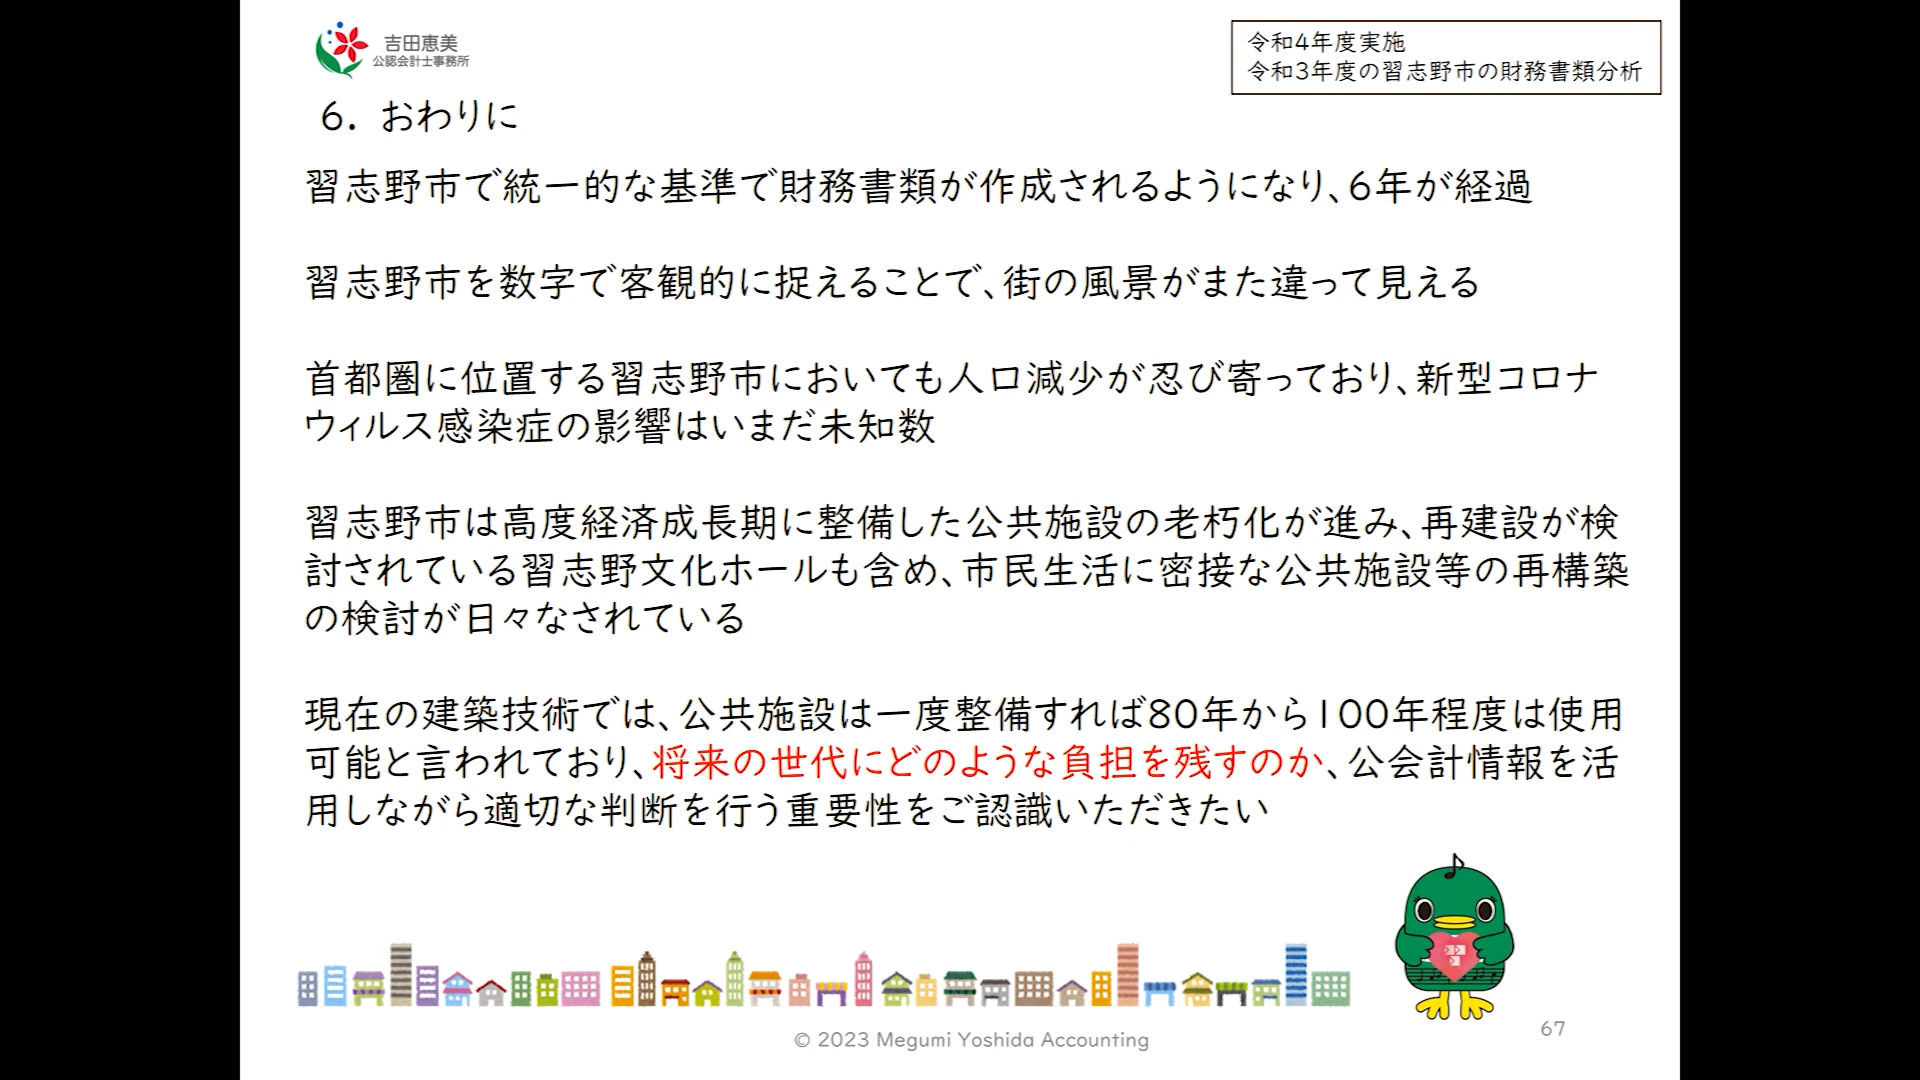 吉田恵美
公認会計士事務所
令和4年度実施
令和3年度の習志野市の財務書類分析
6. おわりに
習志野市で統一的な基準で財務書類が作成されるようになり、6年が経過
習志野市を数字で客観的に捉えることで、街の風景がまた違って見える
首都圏に位置する習志野市においても人口減少が忍び寄っており、新型コロナ
ウィルス感染症の影響はいまだ未知数
習志野市は高度経済成長期に整備した公共施設の老朽化が進み、再建設が検
討されている習志野文化ホールも含め、市民生活に密接な公共施設等の再構築
の検討が日々なされている
現在の建築技術では、公共施設は一度整備すれば80年から100年程度は使用
可能と言われており、将来の世代にどのような負担を残すのか、公会計情報を活
用しながら適切な判断を行う重要性をご認識いただきたい
© 2023 Megumi Yoshida Accounting
67